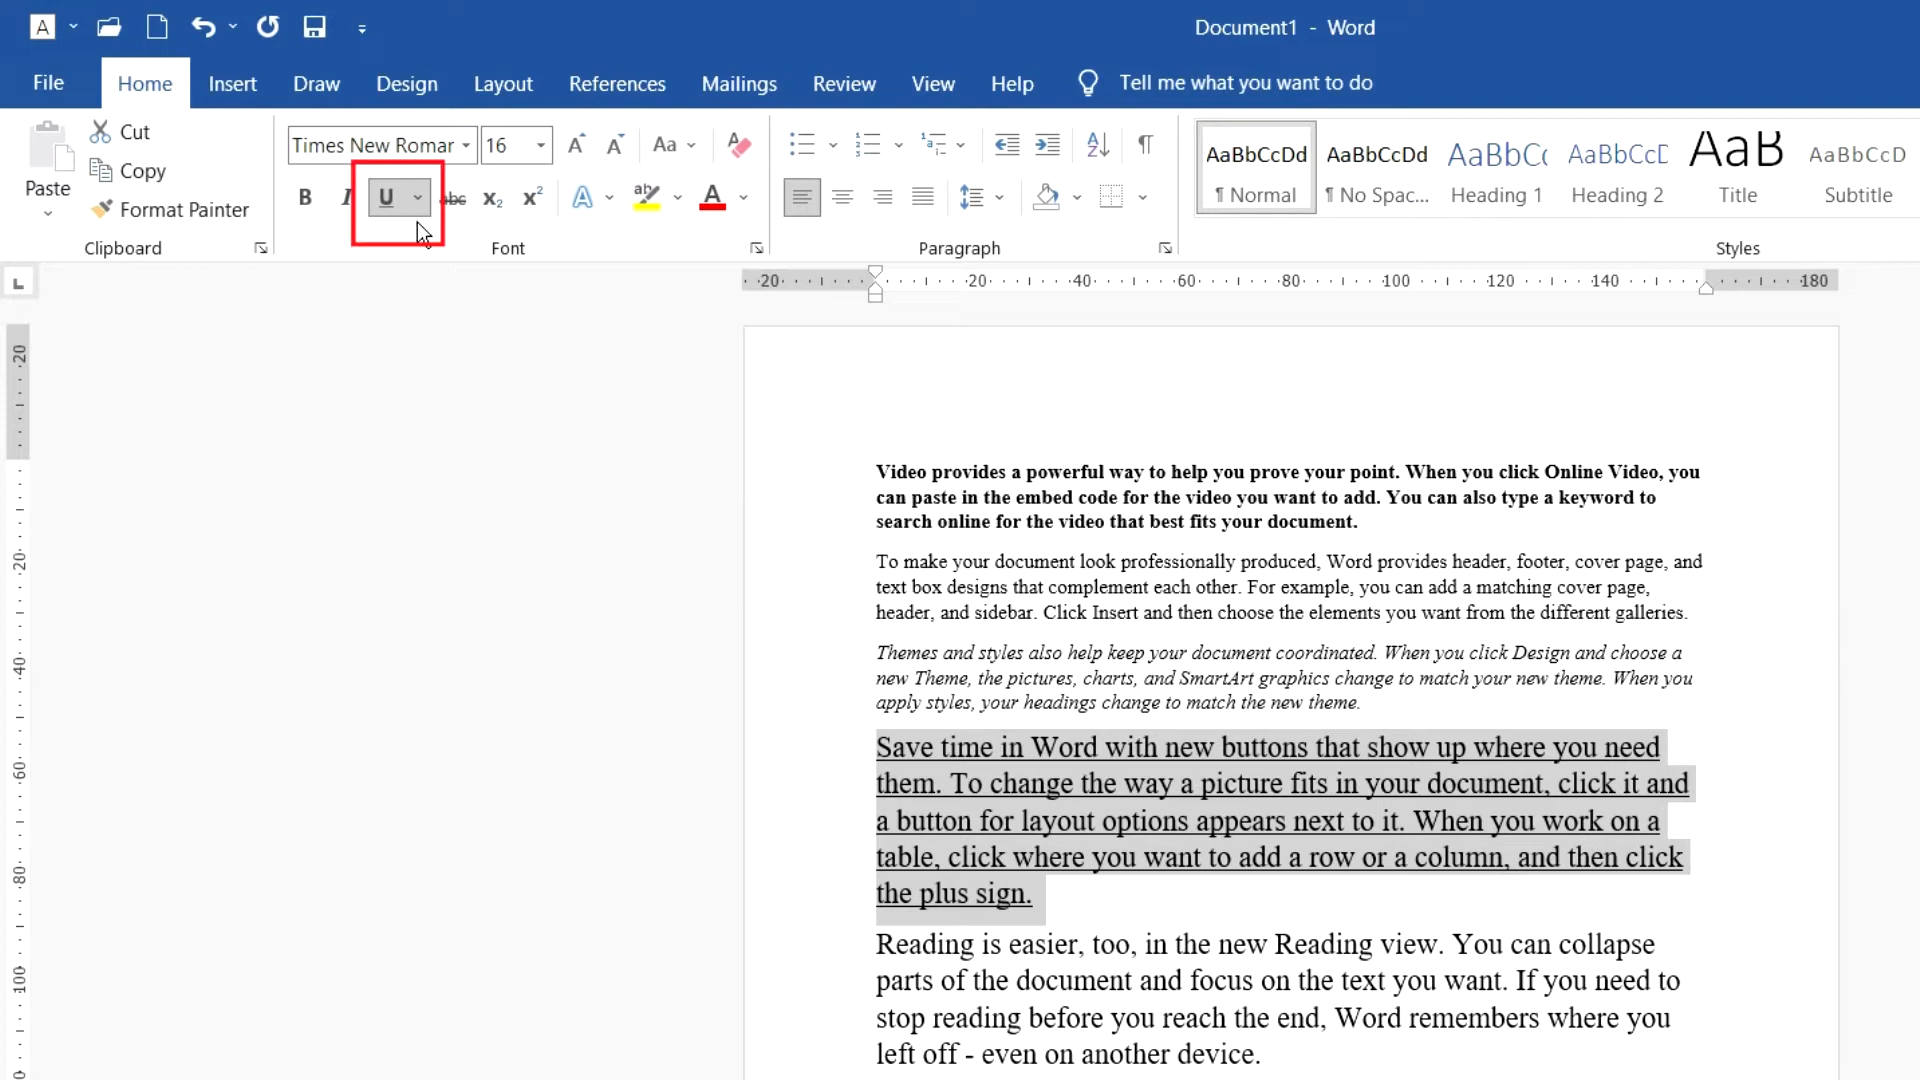 A
Document1 - Word
File Home Insert Draw Design Layout References Mailings Review View Help Tell me what you want to do
Paste
Cut
Copy
Format Painter
Clipboard
Times New Romar 16 Aa
B I U abc x₂ x² A ab A
Font
Paragraph
AaBbCcDd AaBbCcDd AaBbC AaBbCcD AaB AaBbCcD
¶ Normal ¶ No Spac... Heading 1 Heading 2 Title Subtitle
Styles
20 20 40 60 80 100 120 140 180
20
20
40
60
80
100
Video provides a powerful way to help you prove your point. When you click Online Video, you
can paste in the embed code for the video you want to add. You can also type a keyword to
search online for the video that best fits your document.
To make your document look professionally produced, Word provides header, footer, cover page, and
text box designs that complement each other. For example, you can add a matching cover page,
header, and sidebar. Click Insert and then choose the elements you want from the different galleries.
Themes and styles also help keep your document coordinated. When you click Design and choose a
new Theme, the pictures, charts, and SmartArt graphics change to match your new theme. When you
apply styles, your headings change to match the new theme.
Save time in Word with new buttons that show up where you need
them. To change the way a picture fits in your document, click it and
a button for layout options appears next to it. When you work on a
table, click where you want to add a row or a column, and then click
the plus sign.
Reading is easier, too, in the new Reading view. You can collapse
parts of the document and focus on the text you want. If you need to
stop reading before you reach the end, Word remembers where you
left off - even on another device.